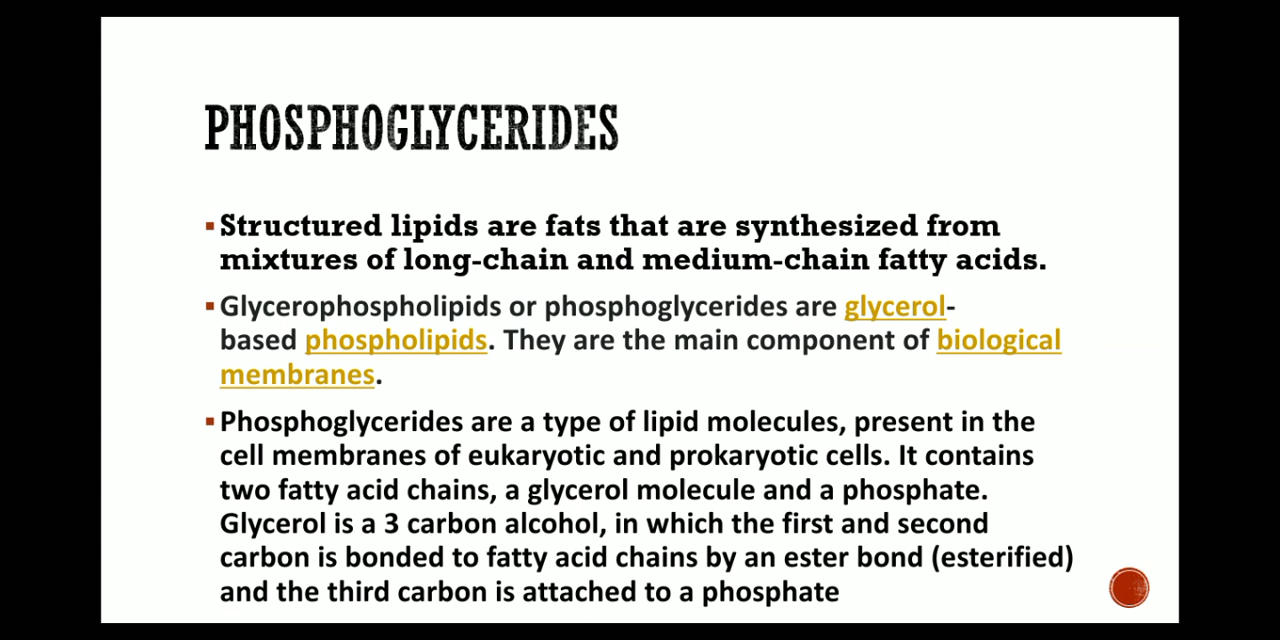 PHOSPHOGLYCERIDES
▪Structured lipids are fats that are synthesized from
mixtures of long-chain and medium-chain fatty acids.
▪Glycerophospholipids or phosphoglycerides are glycerol-
based phospholipids. They are the main component of biological
membranes.
▪Phosphoglycerides are a type of lipid molecules, present in the
cell membranes of eukaryotic and prokaryotic cells. It contains
two fatty acid chains, a glycerol molecule and a phosphate.
Glycerol is a 3 carbon alcohol, in which the first and second
carbon is bonded to fatty acid chains by an ester bond (esterified)
and the third carbon is attached to a phosphate